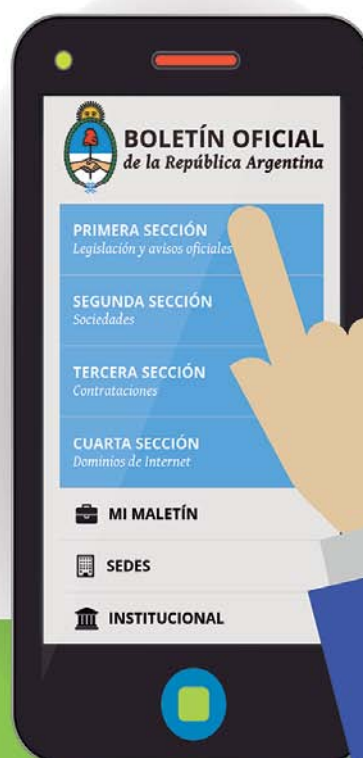 BOLETÍN OFICIAL
de la República Argentina
PRIMERA SECCIÓN
Legislación y avisos oficiales
SEGUNDA SECCIÓN
Sociedades
TERCERA SECCIÓN
Contrataciones
CUARTA SECCIÓN
Dominios de Internet
MI MALETÍN
SEDES
INSTITUCIONAL